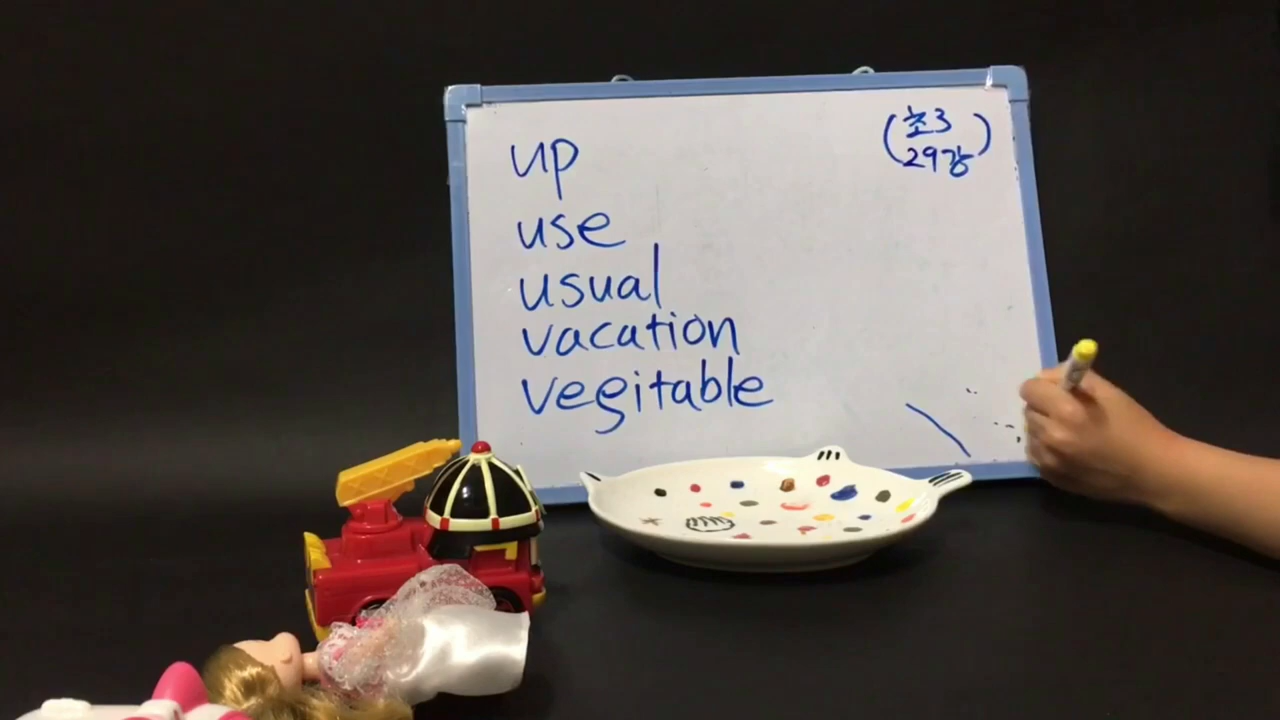 up
use
usual
vacation
vegitable
(초3
29강)